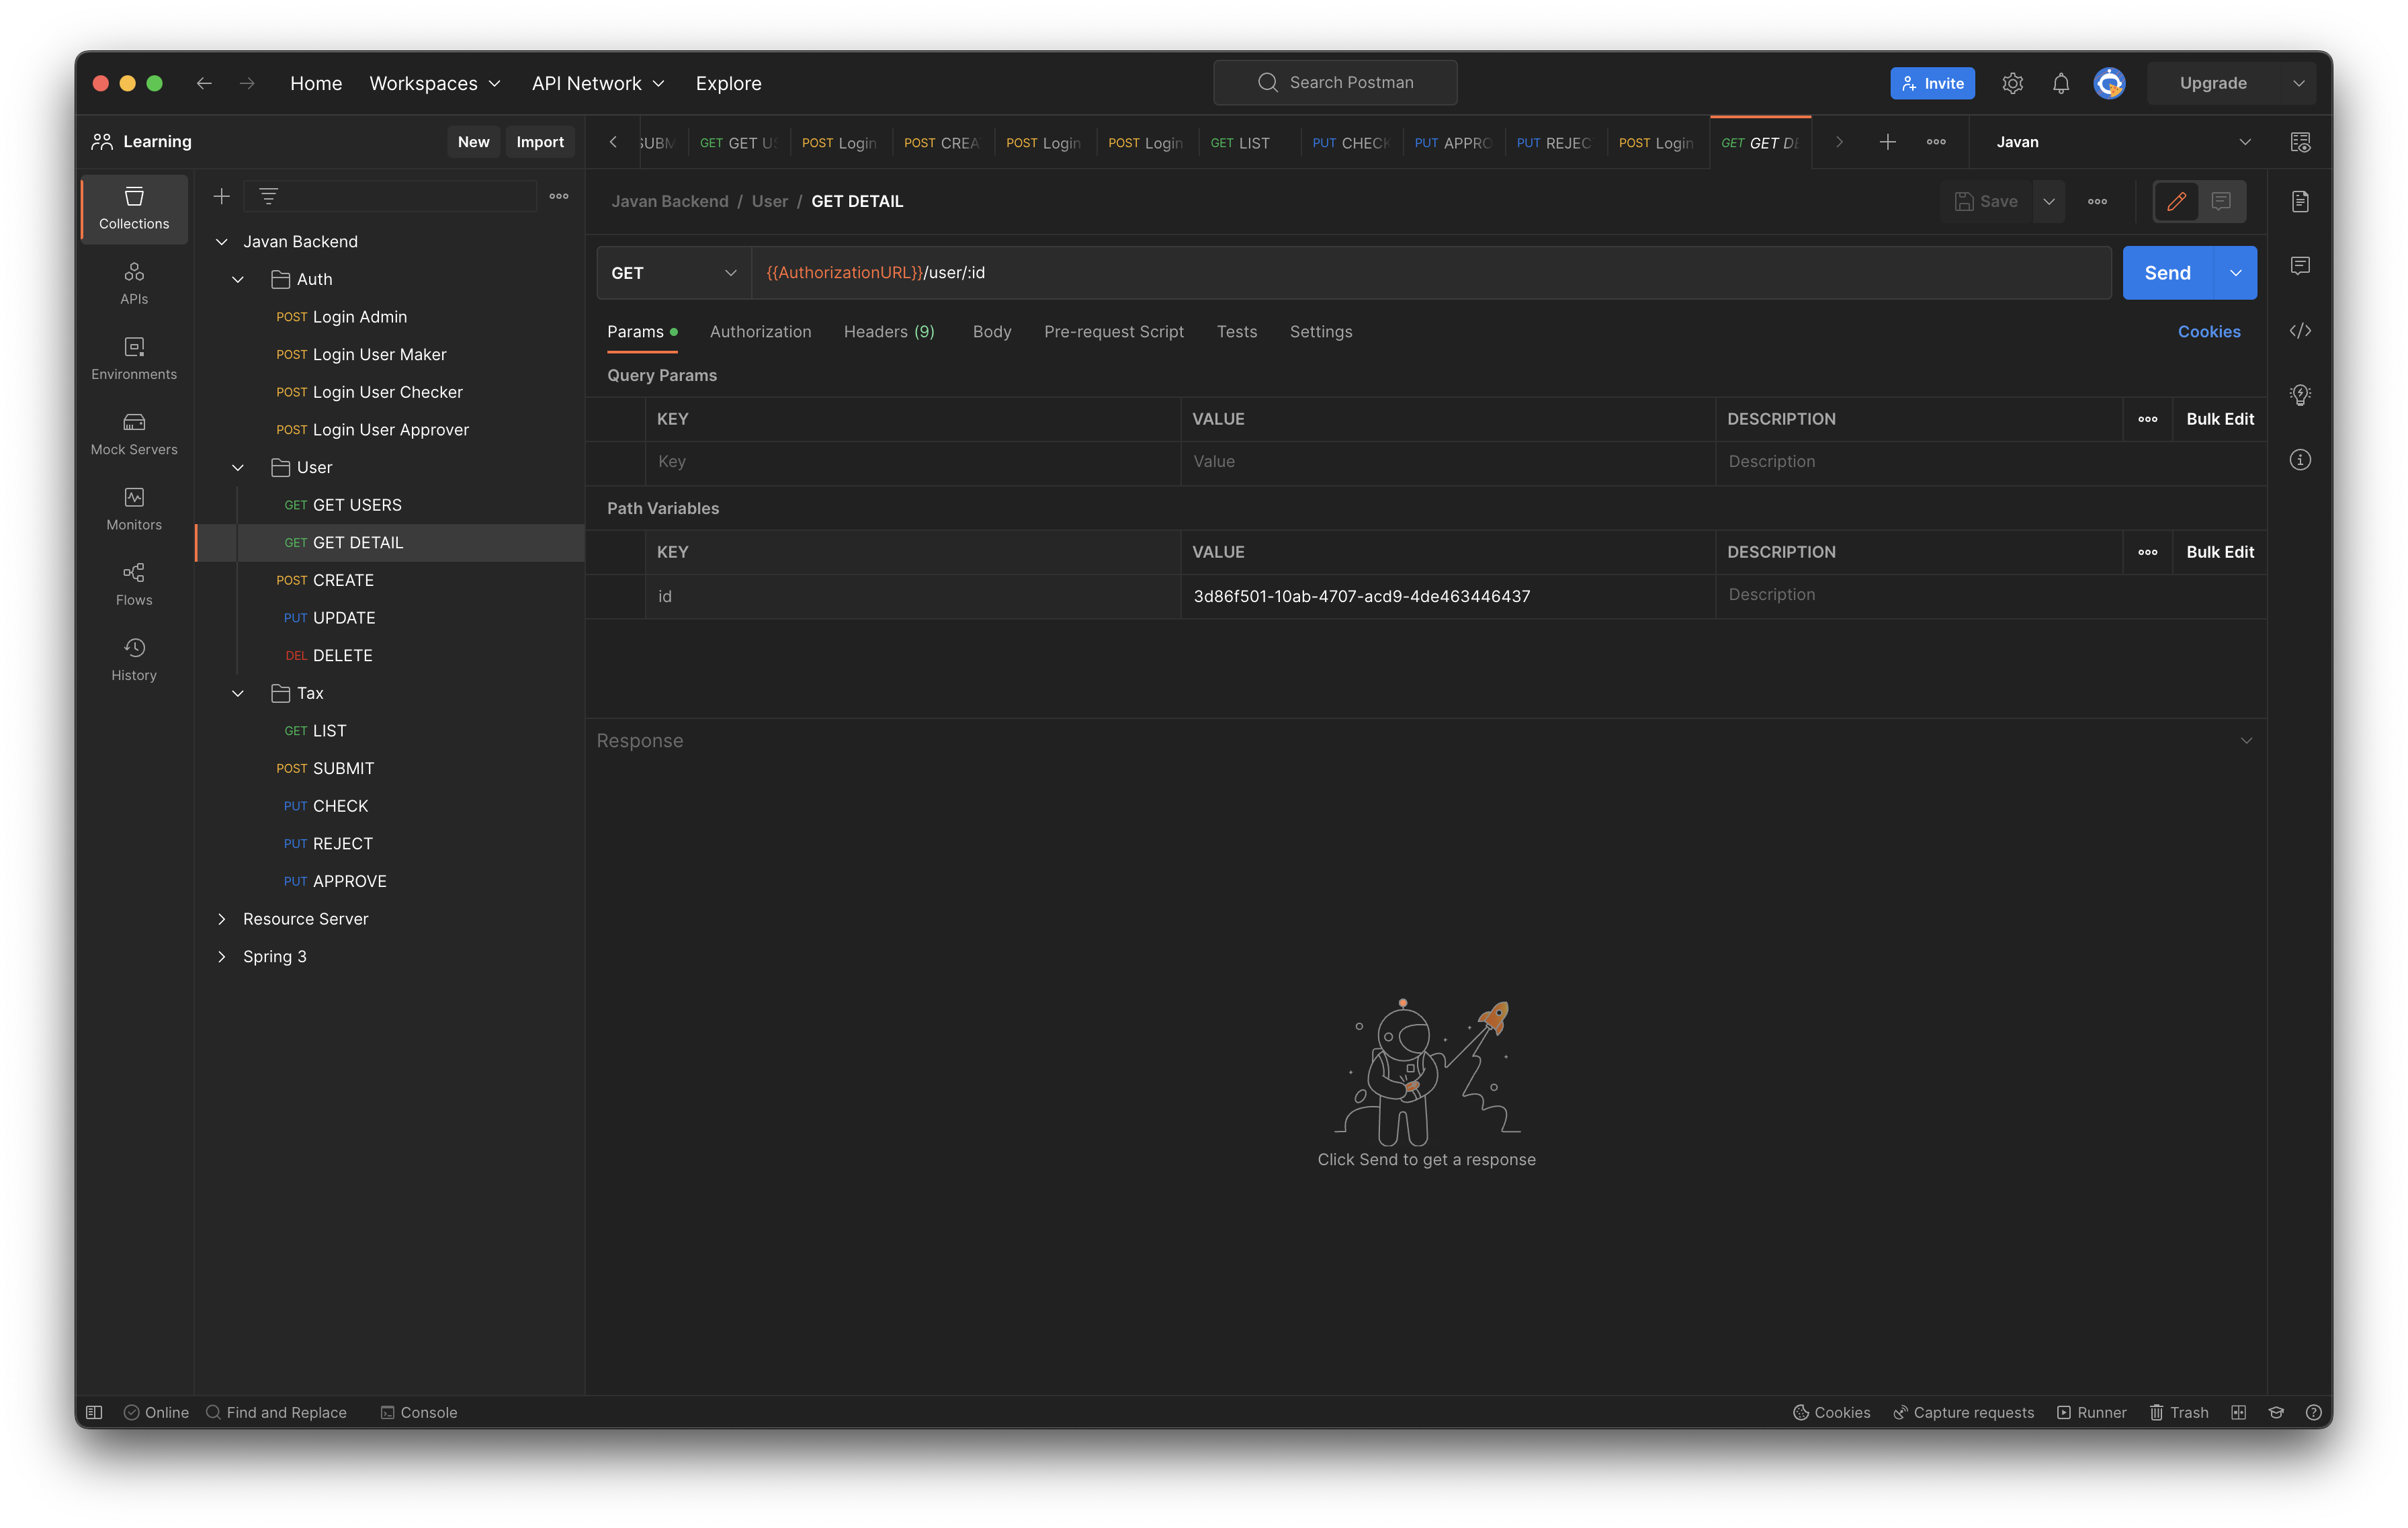 Home Workspaces API Network Explore Search Postman Invite Upgrade
Learning New Import SUBM GET GET US POST Login POST CREA POST Login POST Login GET LIST PUT CHECK PUT APPRO PUT REJEC POST Login GET GET DE Javan
Collections
APIs
Environments
Mock Servers
Monitors
Flows
History
Javan Backend
Auth
POST Login Admin
POST Login User Maker
POST Login User Checker
POST Login User Approver
User
GET GET USERS
GET GET DETAIL
POST CREATE
PUT UPDATE
DEL DELETE
Tax
GET LIST
POST SUBMIT
PUT CHECK
PUT REJECT
PUT APPROVE
Resource Server
Spring 3
Javan Backend / User / GET DETAIL Save
GET {{AuthorizationURL}}/user/:id Send
Params Authorization Headers (9) Body Pre-request Script Tests Settings Cookies
Query Params
KEY VALUE DESCRIPTION Bulk Edit
Key Value Description
Path Variables
KEY VALUE DESCRIPTION Bulk Edit
id 3d86f501-10ab-4707-acd9-4de463446437 Description
Response
Click Send to get a response
Online Find and Replace Console Cookies Capture requests Runner Trash